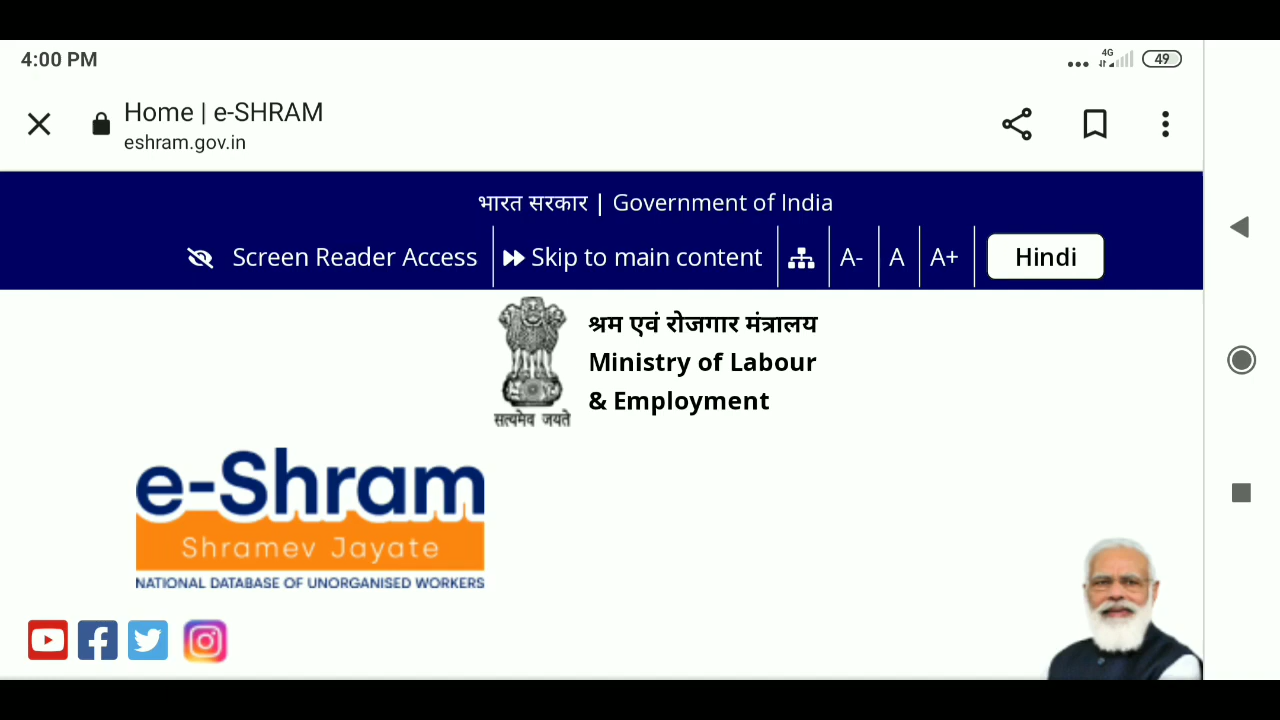 4:00 PM
4G
49
Home | e-SHRAM
eshram.gov.in
भारत सरकार | Government of India
Screen Reader Access
Skip to main content
A-
A
A+
Hindi
श्रम एवं रोजगार मंत्रालय
Ministry of Labour
& Employment
सत्यमेव जयते
e-Shram
Shramev Jayate
NATIONAL DATABASE OF UNORGANISED WORKERS